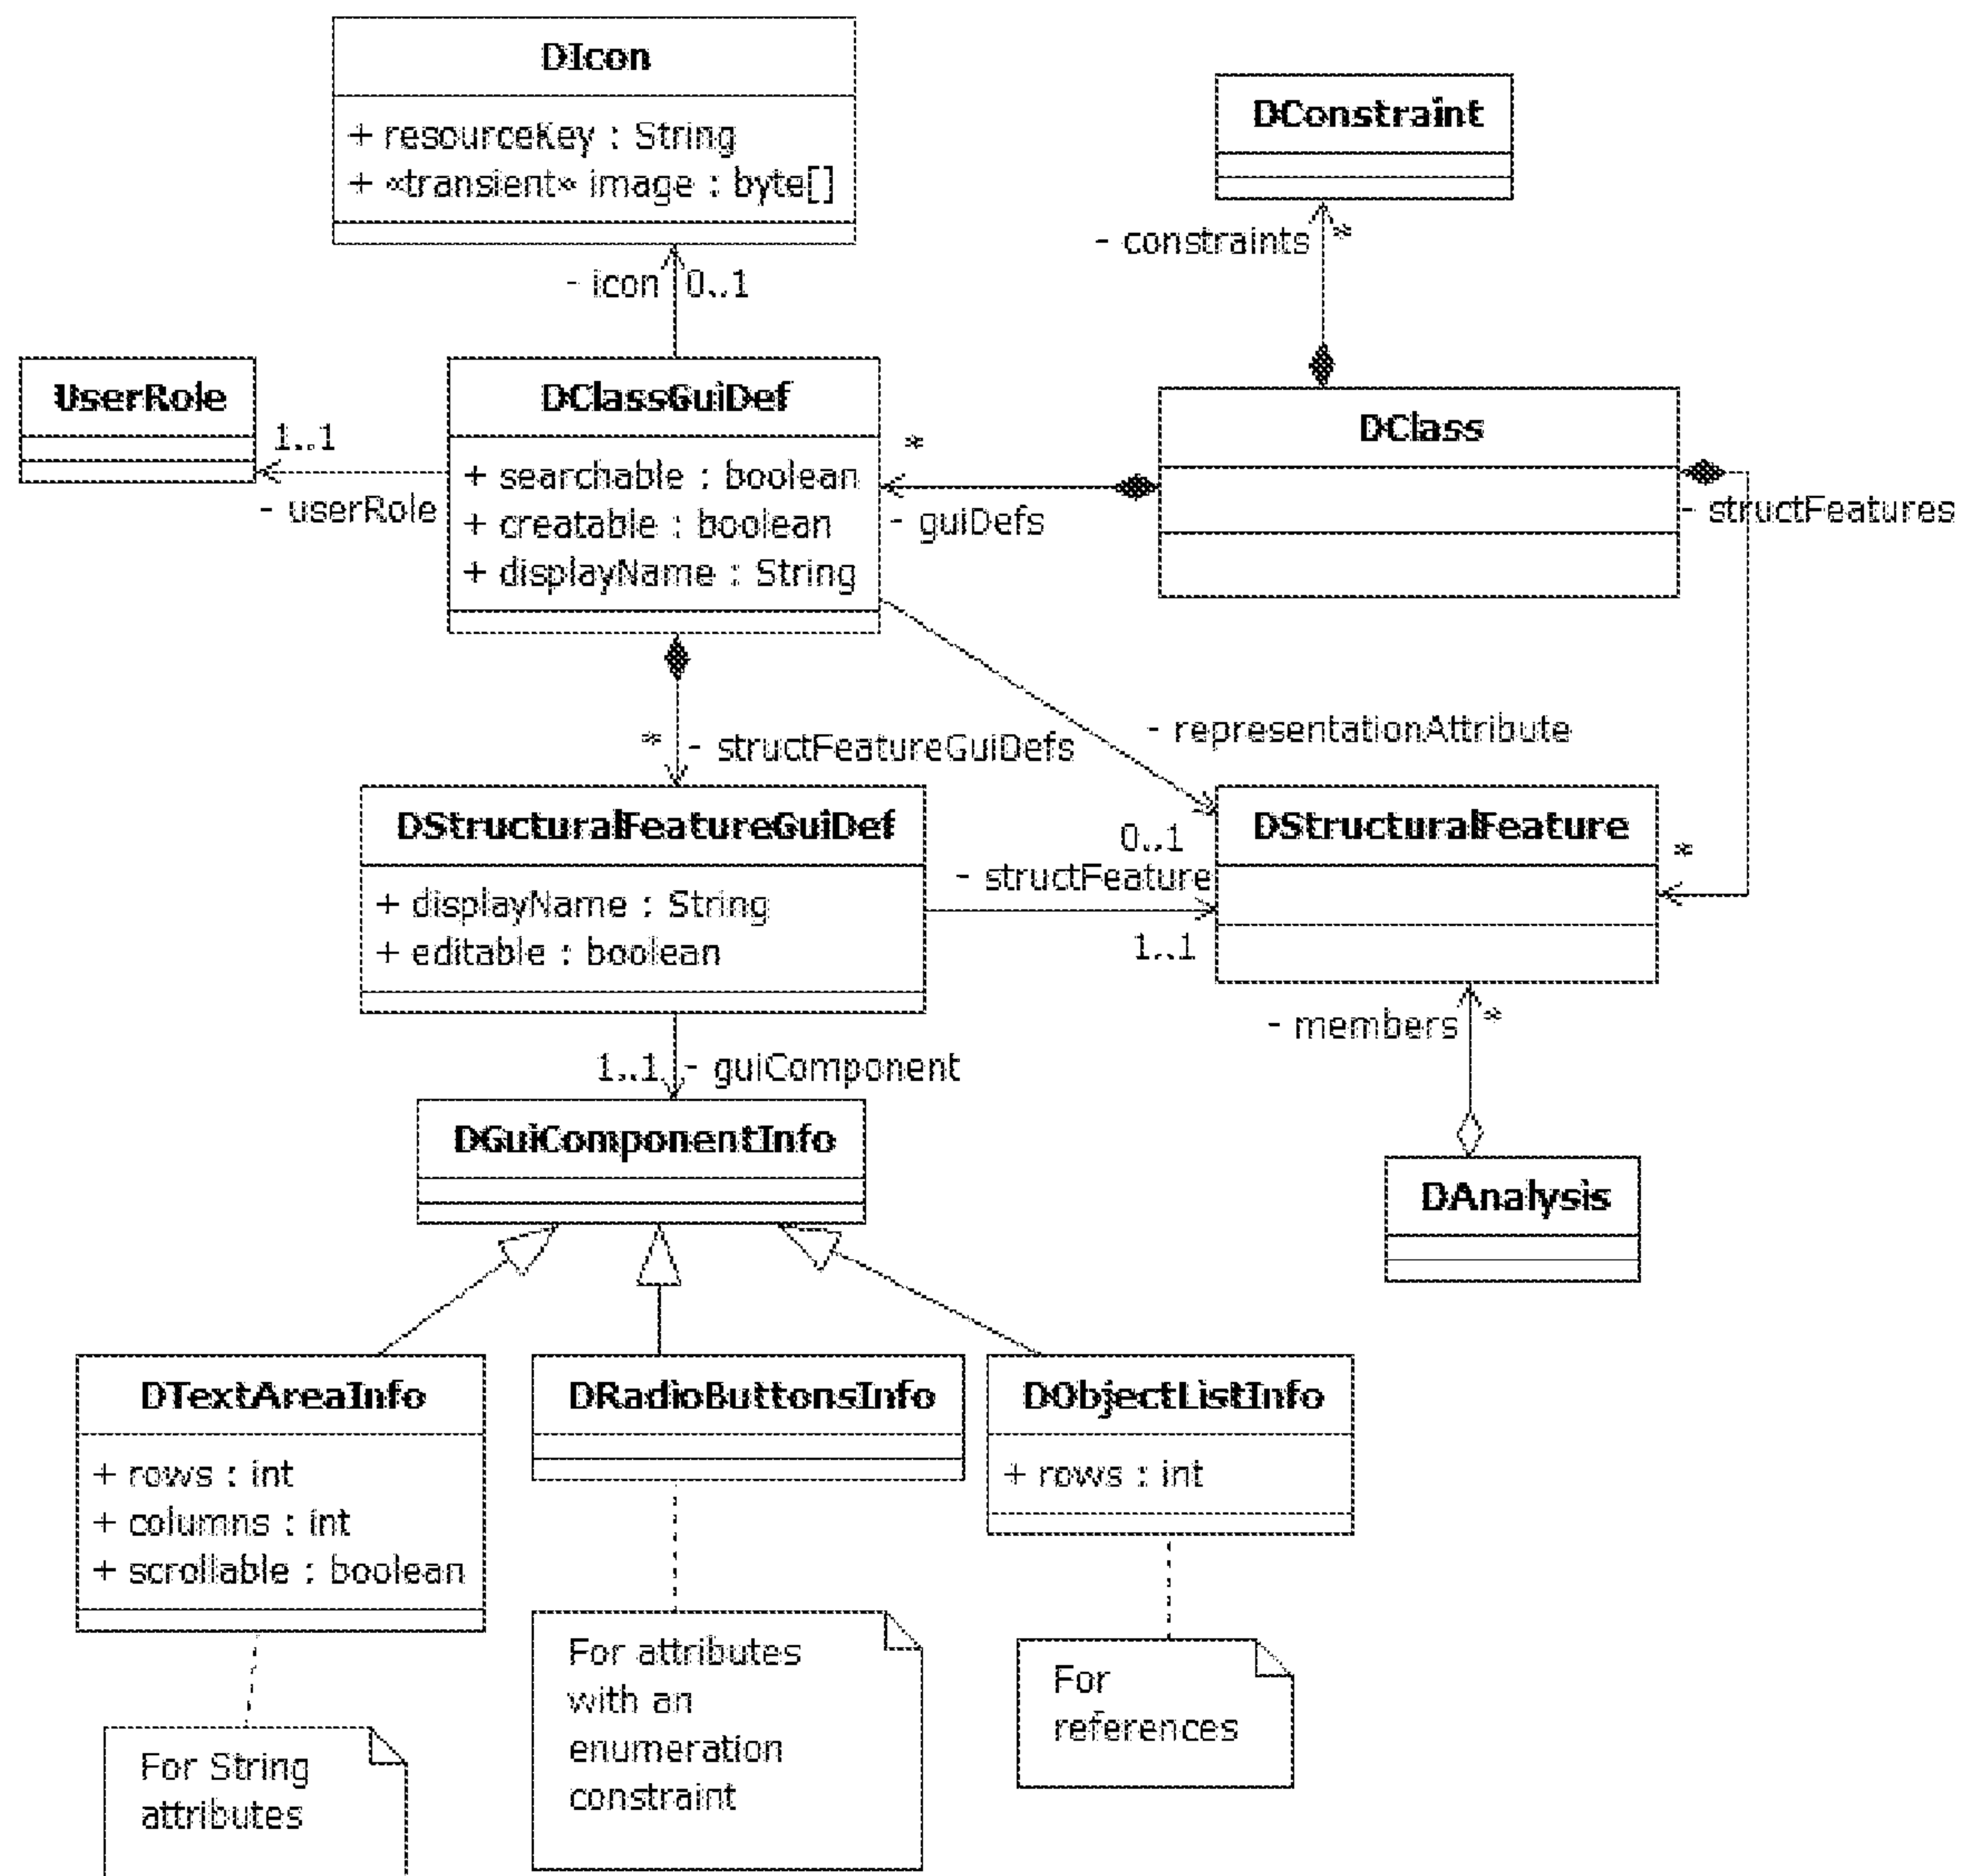 DIcon
+ resourceKey : String
+ «transient» image : byte[]
DConstraint
- constraints *
- icon 0..1
UserRole
1..1
- userRole
DClassGuiDef
+ searchable : boolean
+ creatable : boolean
+ displayName : String
*
- guiDefs
DClass
- structFeatures
* - structFeatureGuiDefs
- representationAttribute
DStructuralFeatureGuiDef
+ displayName : String
+ editable : boolean
0..1
- structFeature
1..1
DStructuralFeature
*
- members *
1..1 - guiComponent
DGuiComponentInfo
DAnalysis
DTextAreaInfo
+ rows : int
+ columns : int
+ scrollable : boolean
DRadioButtonsInfo
DObjectListInfo
+ rows : int
For String
attributes
For attributes
with an
enumeration
constraint
For
references